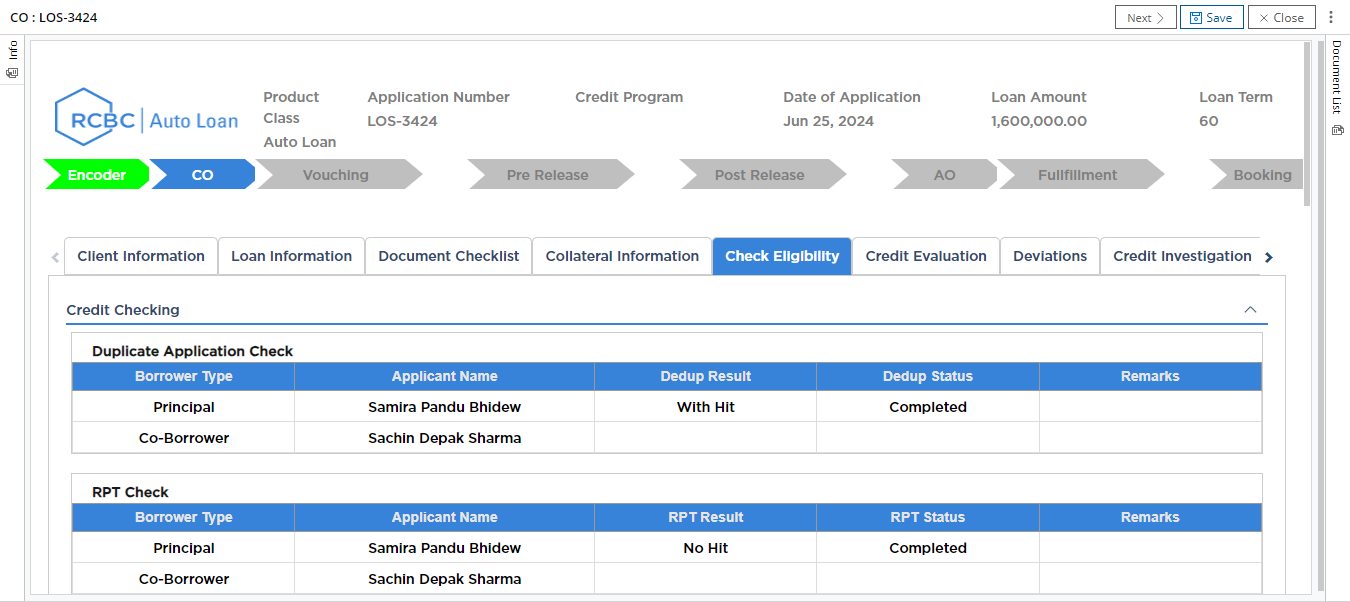 CO : LOS-3424
Next
Save
Close
Info
Document List
RCBC Auto Loan
Product Class
Auto Loan
Application Number
LOS-3424
Credit Program
Date of Application
Jun 25, 2024
Loan Amount
1,600,000.00
Loan Term
60
Encoder
CO
Vouching
Pre Release
Post Release
AO
Fullfillment
Booking
Client Information
Loan Information
Document Checklist
Collateral Information
Check Eligibility
Credit Evaluation
Deviations
Credit Investigation
Credit Checking
Duplicate Application Check
Borrower Type Applicant Name Dedup Result Dedup Status Remarks
Principal Samira Pandu Bhidew With Hit Completed
Co-Borrower Sachin Depak Sharma
RPT Check
Borrower Type Applicant Name RPT Result RPT Status Remarks
Principal Samira Pandu Bhidew No Hit Completed
Co-Borrower Sachin Depak Sharma